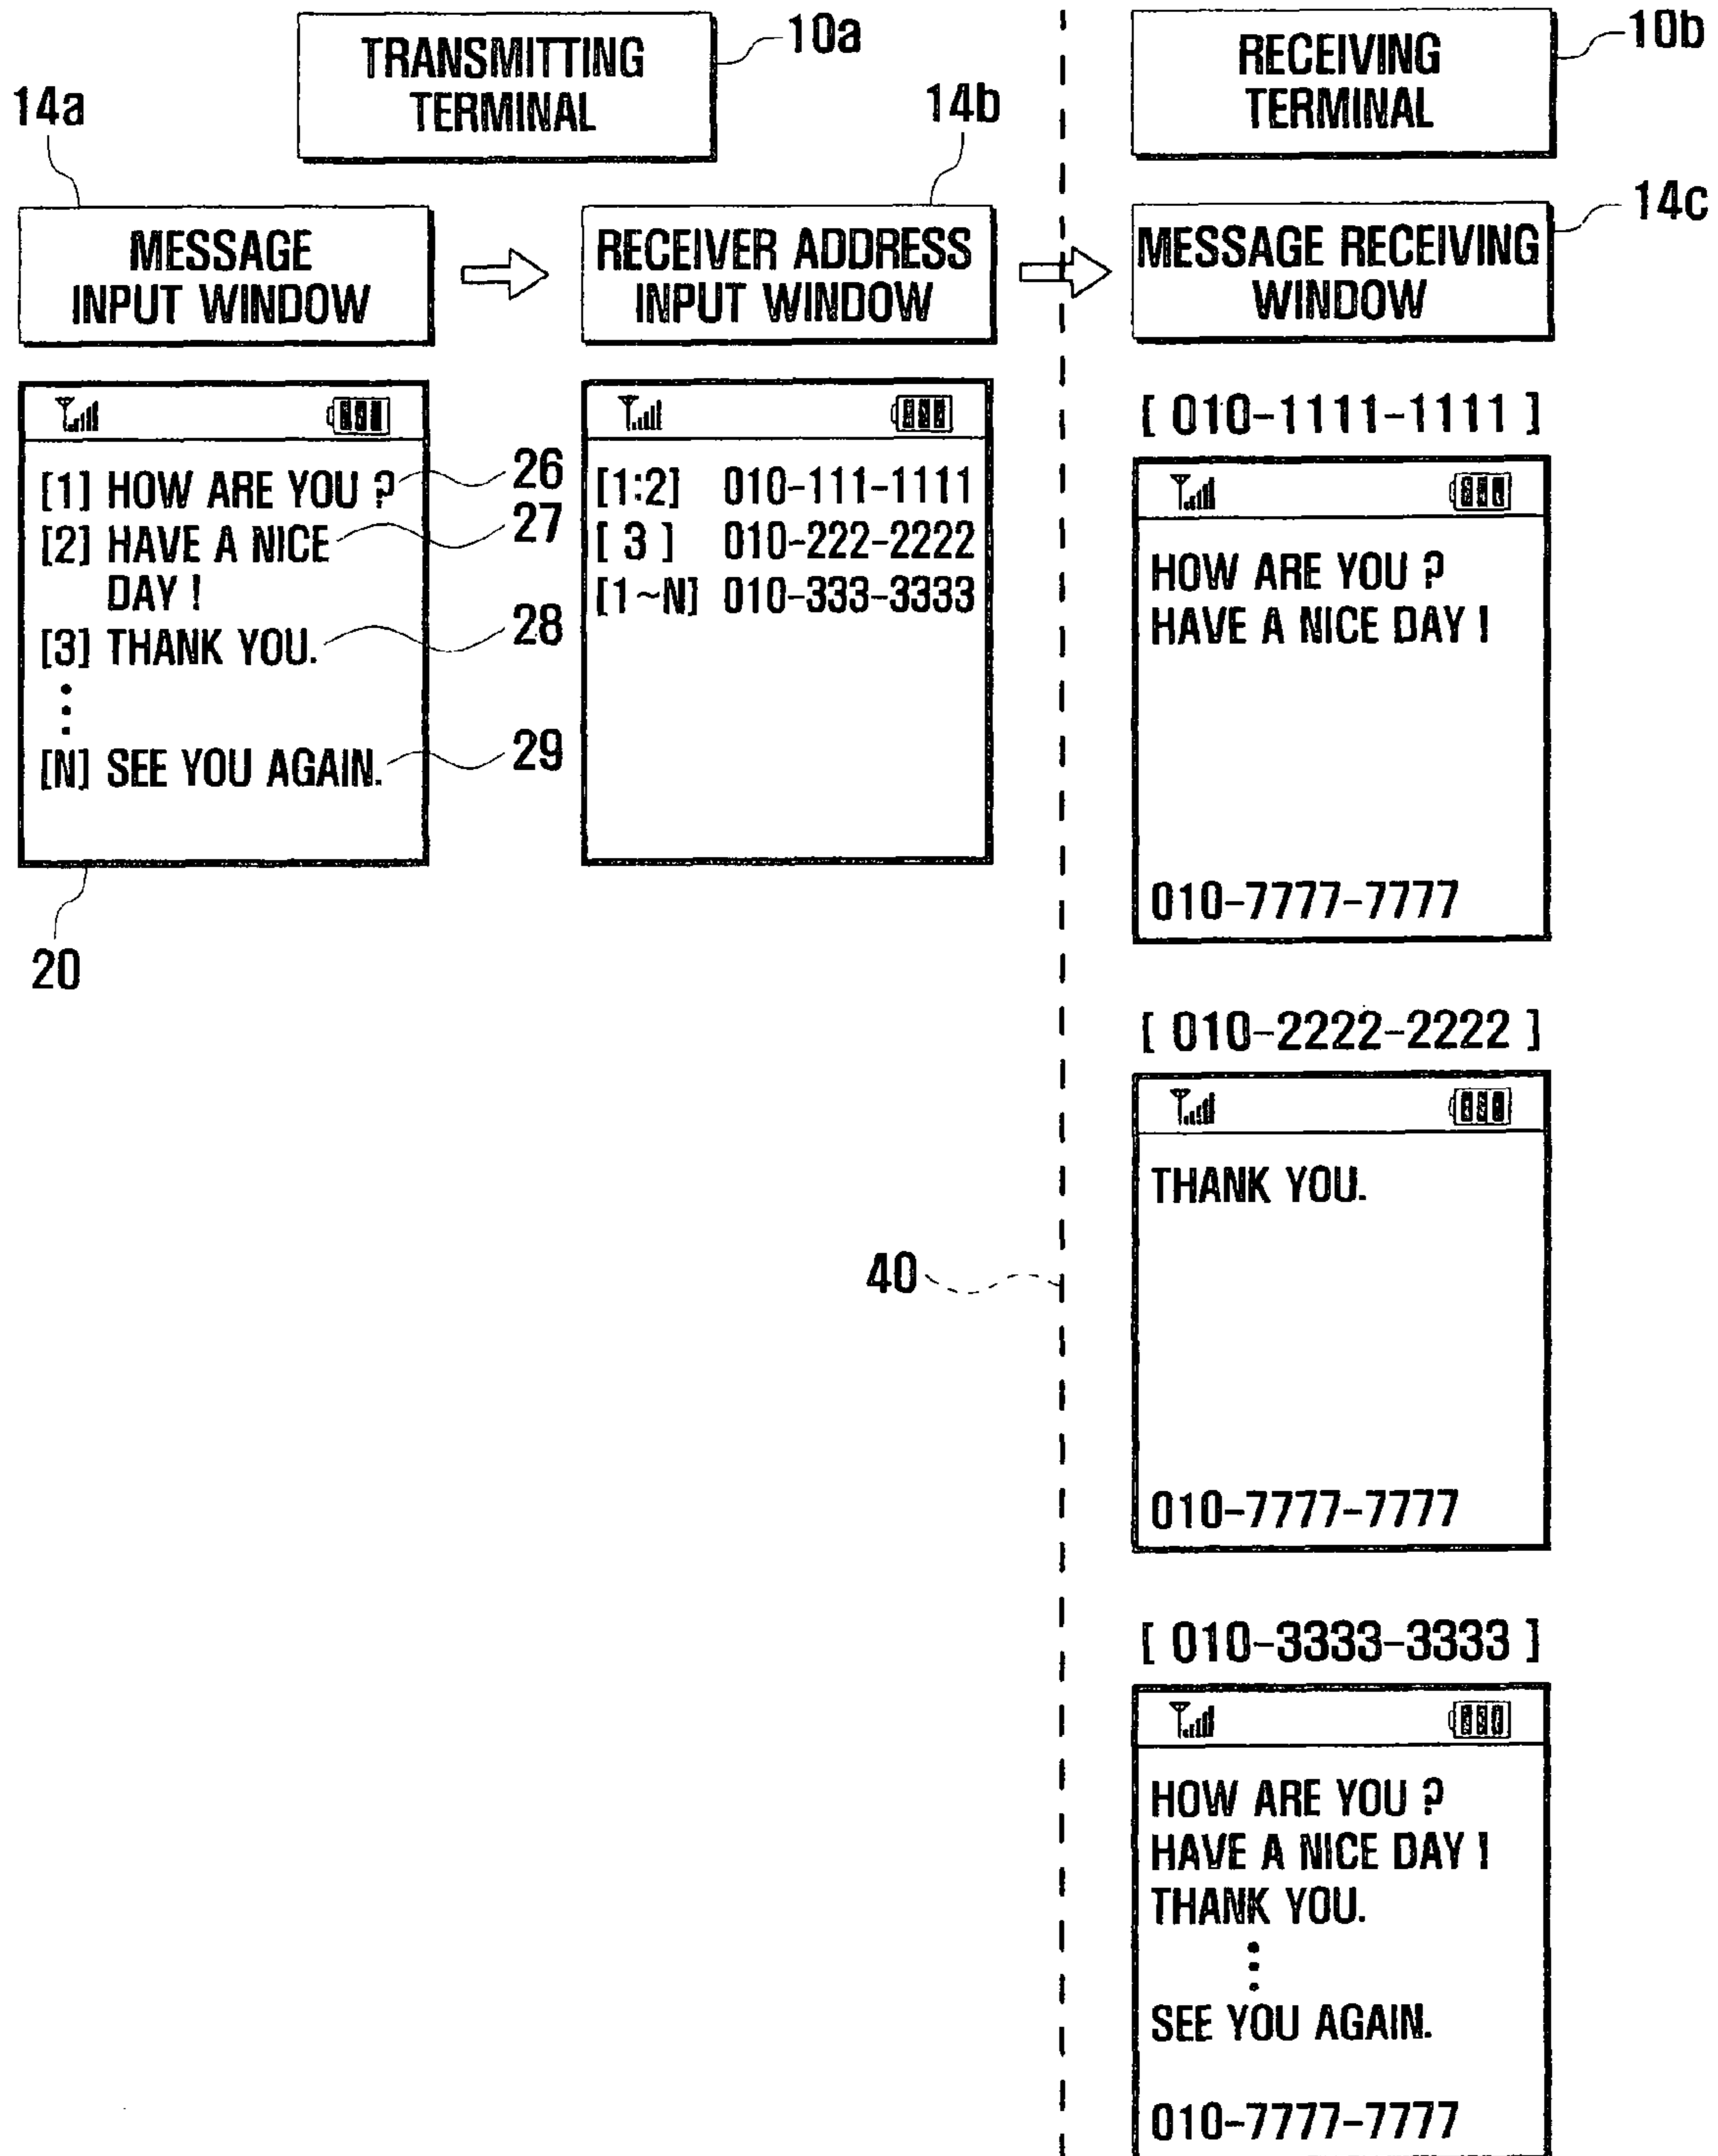 TRANSMITTING
TERMINAL
10a
RECEIVING
TERMINAL
10b
14a
14b
14c
MESSAGE
INPUT WINDOW
RECEIVER ADDRESS
INPUT WINDOW
MESSAGE RECEIVING
WINDOW
[1] HOW ARE YOU ?
[2] HAVE A NICE
DAY !
[3] THANK YOU.
[N] SEE YOU AGAIN.
26
27
28
29
20
[1:2] 010-111-1111
[ 3 ] 010-222-2222
[1~N] 010-333-3333
[ 010-1111-1111 ]
HOW ARE YOU ?
HAVE A NICE DAY !
010-7777-7777
[ 010-2222-2222 ]
THANK YOU.
010-7777-7777
40
[ 010-3333-3333 ]
HOW ARE YOU ?
HAVE A NICE DAY !
THANK YOU.
SEE YOU AGAIN.
010-7777-7777